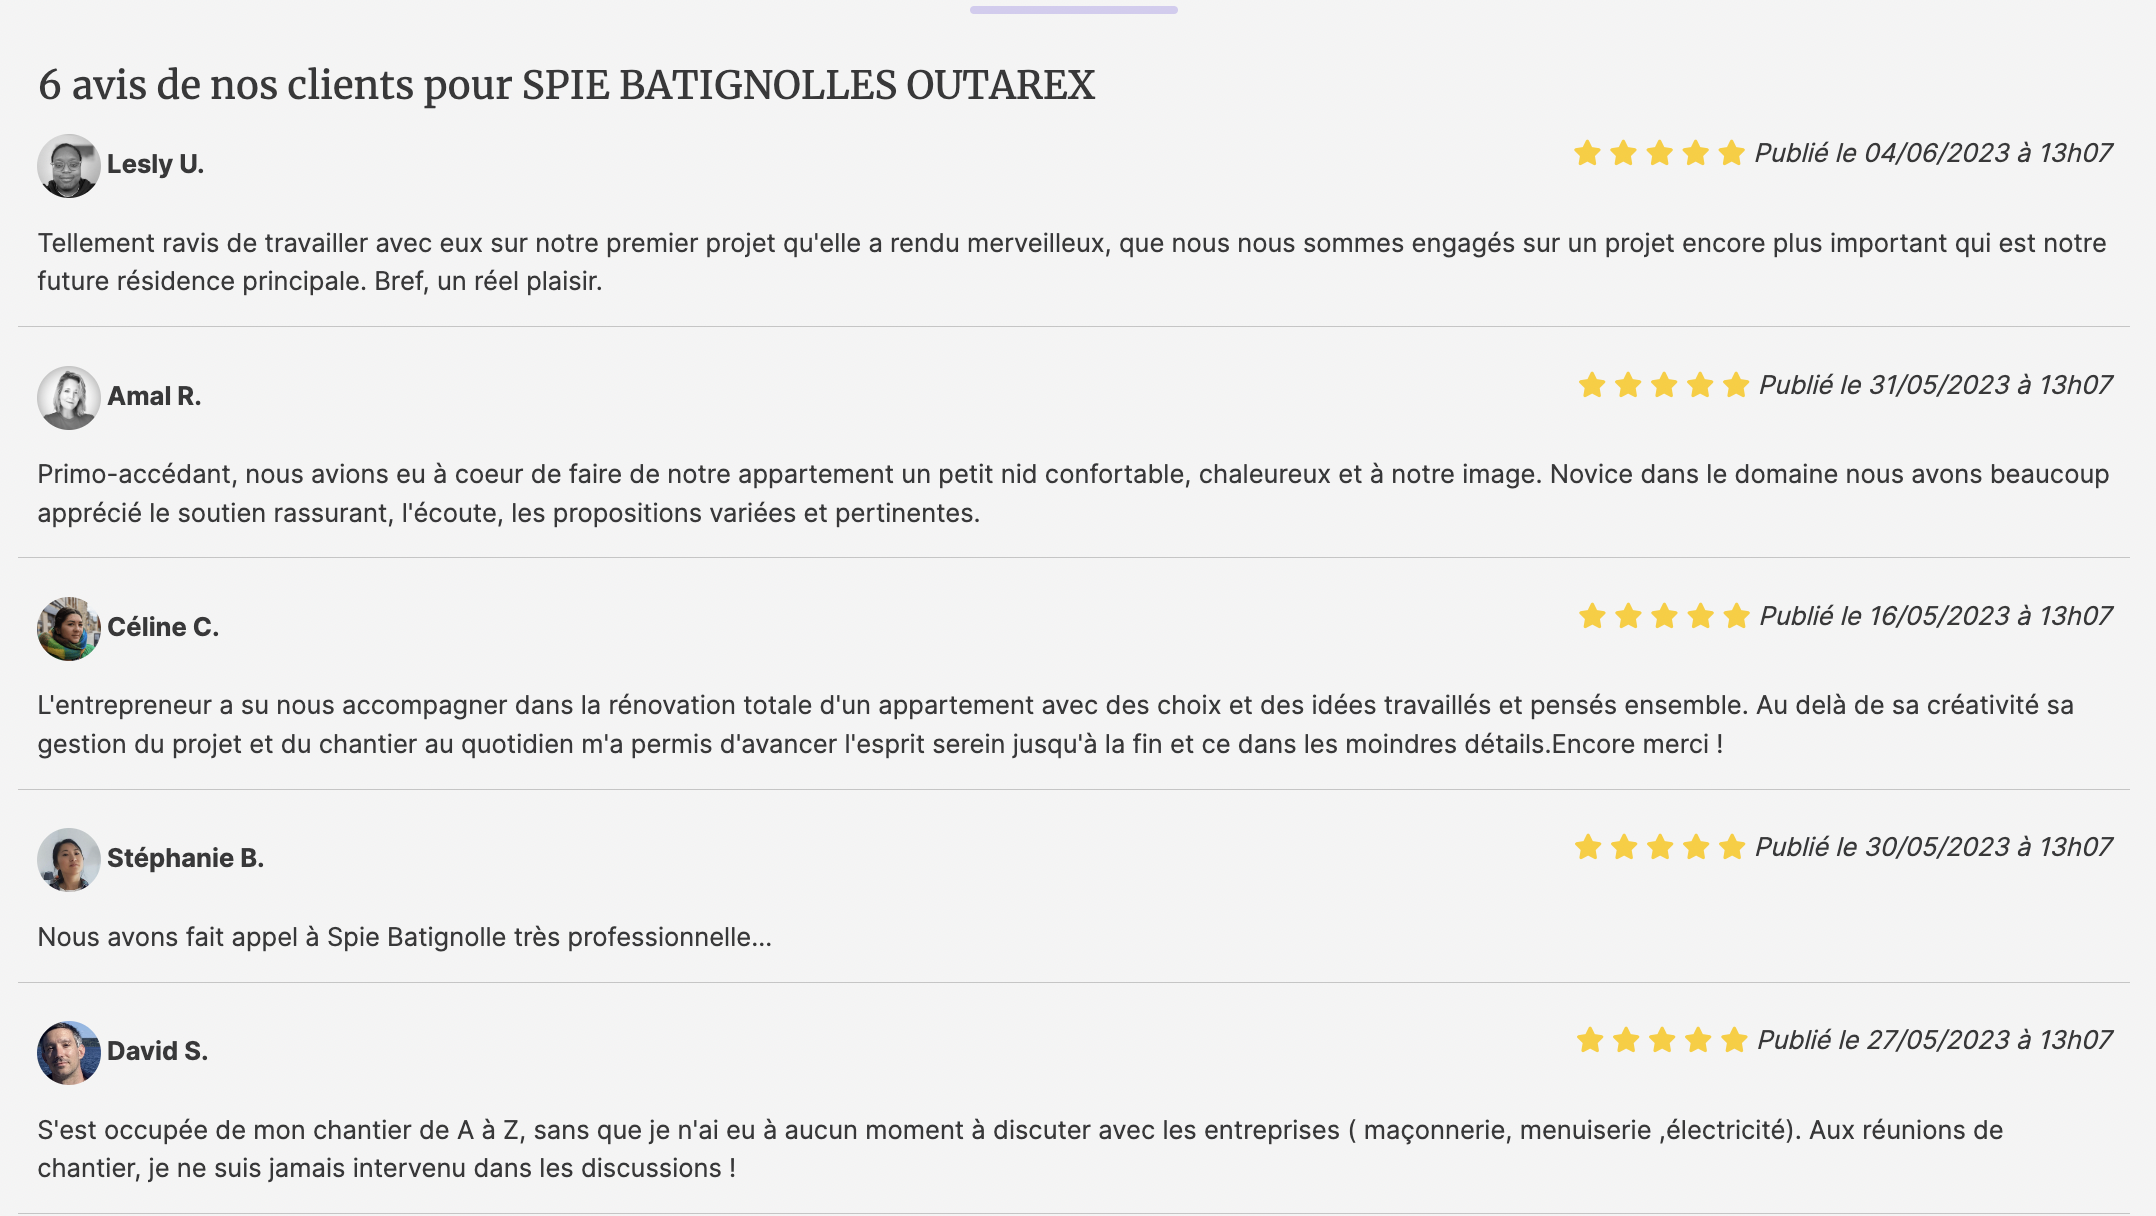 6 avis de nos clients pour SPIE BATIGNOLLES OUTAREX
Lesly U.
Publié le 04/06/2023 à 13h07
Tellement ravis de travailler avec eux sur notre premier projet qu'elle a rendu merveilleux, que nous nous sommes engagés sur un projet encore plus important qui est notre
future résidence principale. Bref, un réel plaisir.
Amal R.
Publié le 31/05/2023 à 13h07
Primo-accédant, nous avions eu à coeur de faire de notre appartement un petit nid confortable, chaleureux et à notre image. Novice dans le domaine nous avons beaucoup
apprécié le soutien rassurant, l'écoute, les propositions variées et pertinentes.
Céline C.
Publié le 16/05/2023 à 13h07
L'entrepreneur a su nous accompagner dans la rénovation totale d'un appartement avec des choix et des idées travaillés et pensés ensemble. Au delà de sa créativité sa
gestion du projet et du chantier au quotidien m'a permis d'avancer l'esprit serein jusqu'à la fin et ce dans les moindres détails.Encore merci !
Stéphanie B.
Publié le 30/05/2023 à 13h07
Nous avons fait appel à Spie Batignolle très professionnelle...
David S.
Publié le 27/05/2023 à 13h07
S'est occupée de mon chantier de A à Z, sans que je n'ai eu à aucun moment à discuter avec les entreprises ( maçonnerie, menuiserie ,électricité). Aux réunions de
chantier, je ne suis jamais intervenu dans les discussions !